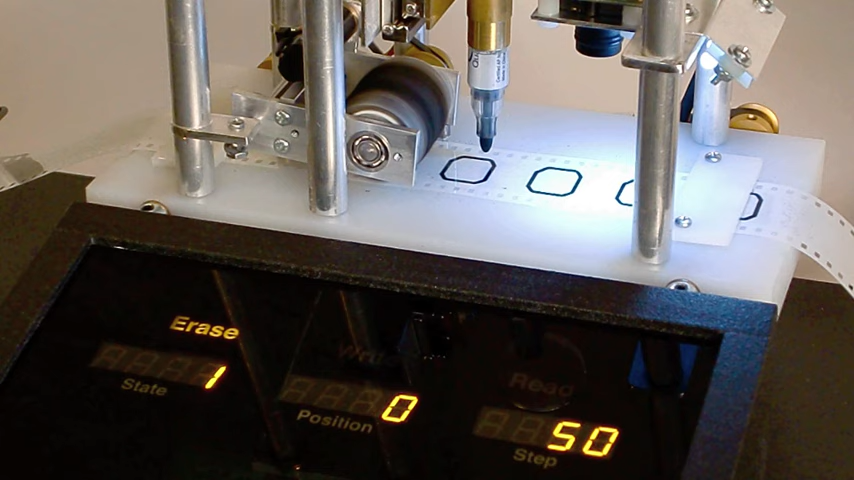 Erase
Write
Read
1
State
0
Position
50
Step